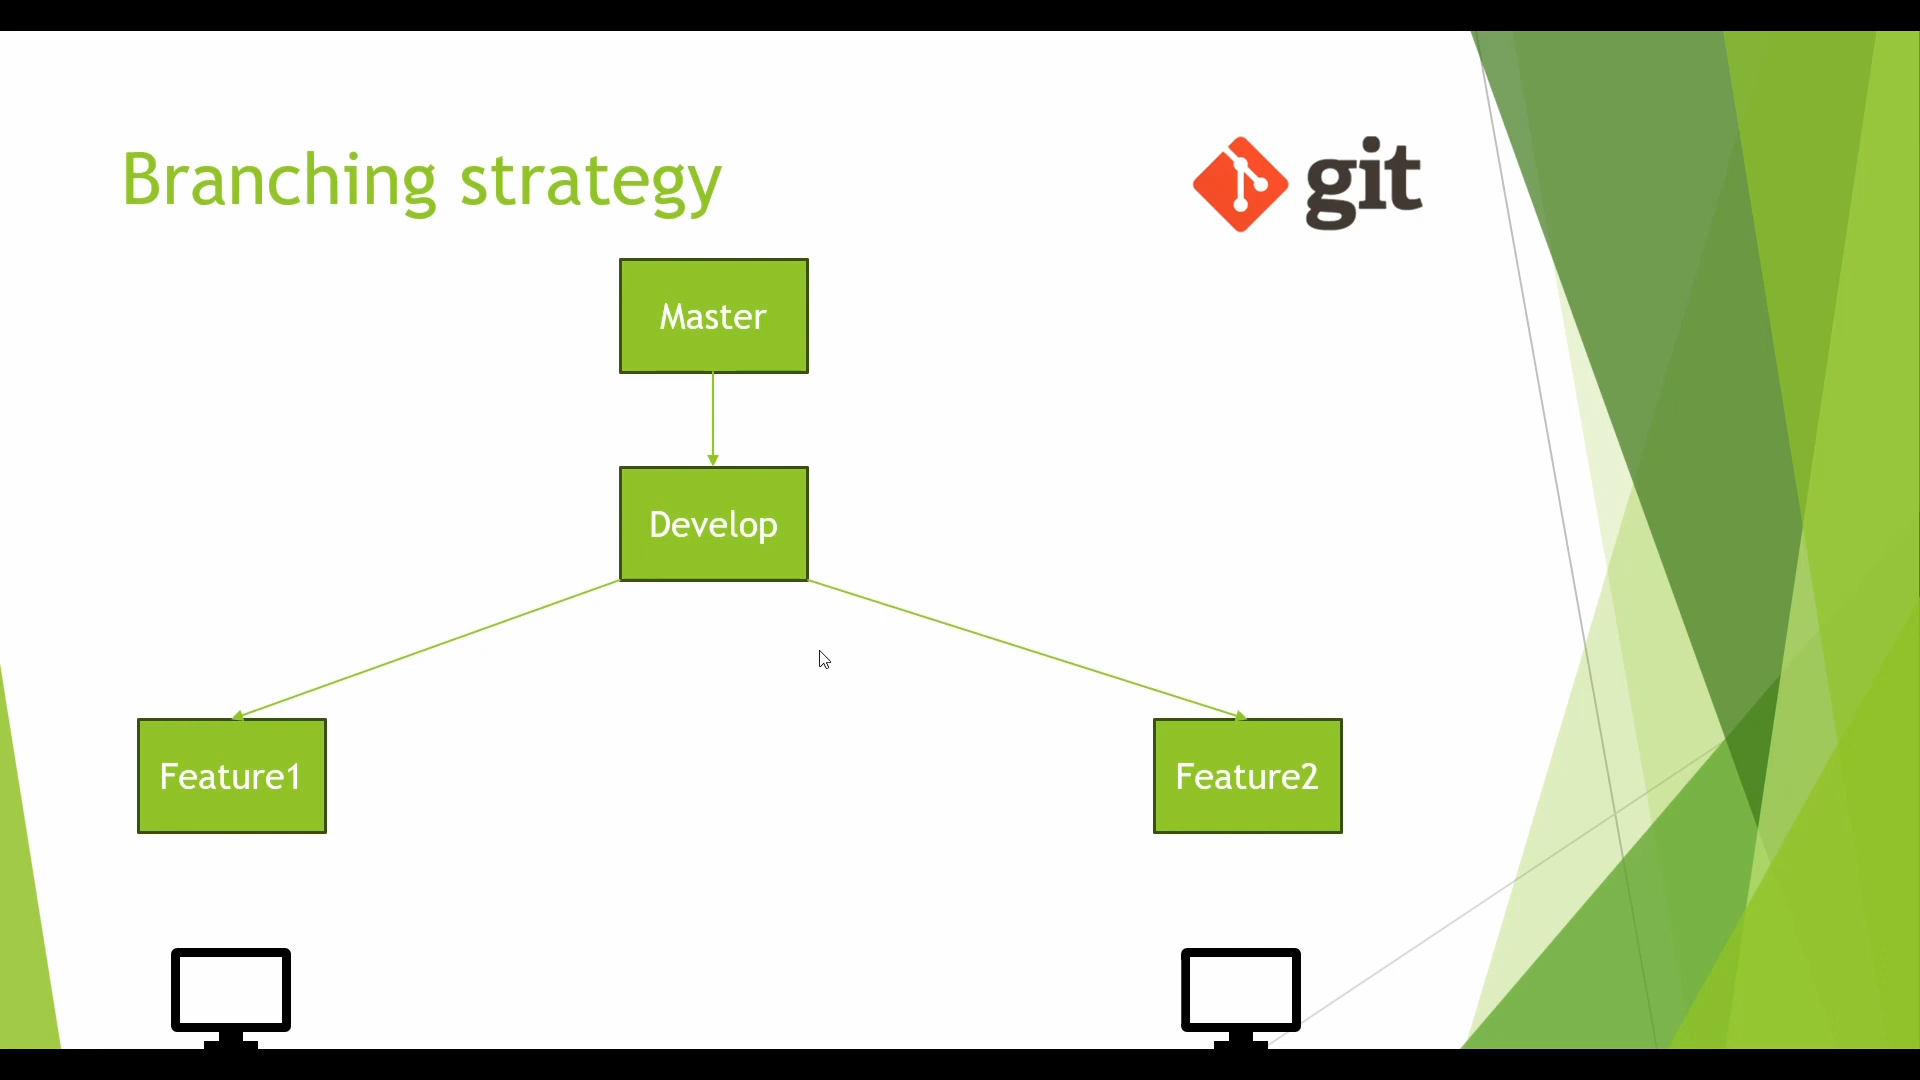 Branching strategy
git
Master
Develop
Feature1
Feature2